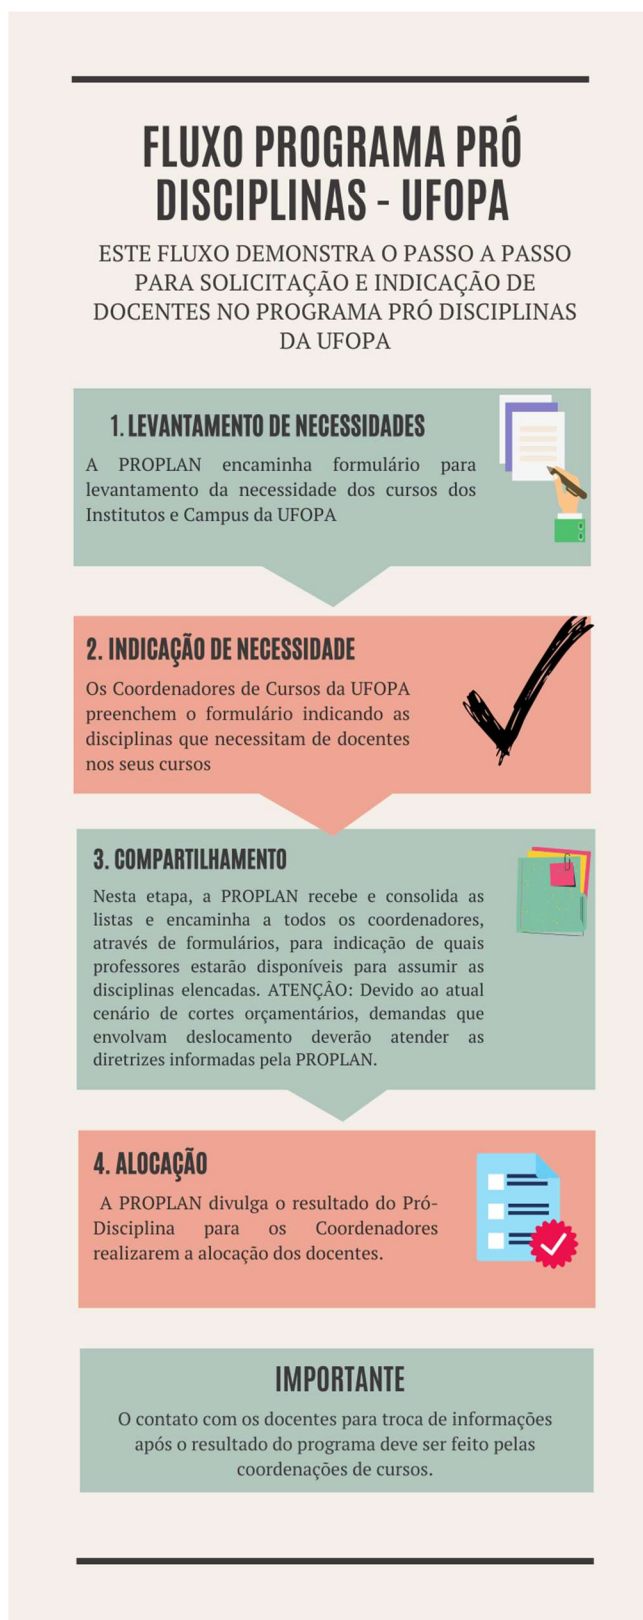 FLUXO PROGRAMA PRÓ
DISCIPLINAS - UFOPA
ESTE FLUXO DEMONSTRA O PASSO A PASSO
PARA SOLICITAÇÃO E INDICAÇÃO DE
DOCENTES NO PROGRAMA PRÓ DISCIPLINAS
DA UFOPA
1. LEVANTAMENTO DE NECESSIDADES
A PROPLAN encaminha formulário para
levantamento da necessidade dos cursos dos
Institutos e Campus da UFOPA
2. INDICAÇÃO DE NECESSIDADE
Os Coordenadores de Cursos da UFOPA
preenchem o formulário indicando as
disciplinas que necessitam de docentes
nos seus cursos
3. COMPARTILHAMENTO
Nesta etapa, a PROPLAN recebe e consolida as
listas e encaminha a todos os coordenadores,
através de formulários, para indicação de quais
professores estarão disponíveis para assumir as
disciplinas elencadas. ATENÇÂO: Devido ao atual
cenário de cortes orçamentários, demandas que
envolvam deslocamento deverão atender as
diretrizes informadas pela PROPLAN.
4. ALOCAÇÃO
A PROPLAN divulga o resultado do Pró-
Disciplina para os Coordenadores
realizarem a alocação dos docentes.
IMPORTANTE
O contato com os docentes para troca de informações
após o resultado do programa deve ser feito pelas
coordenações de cursos.